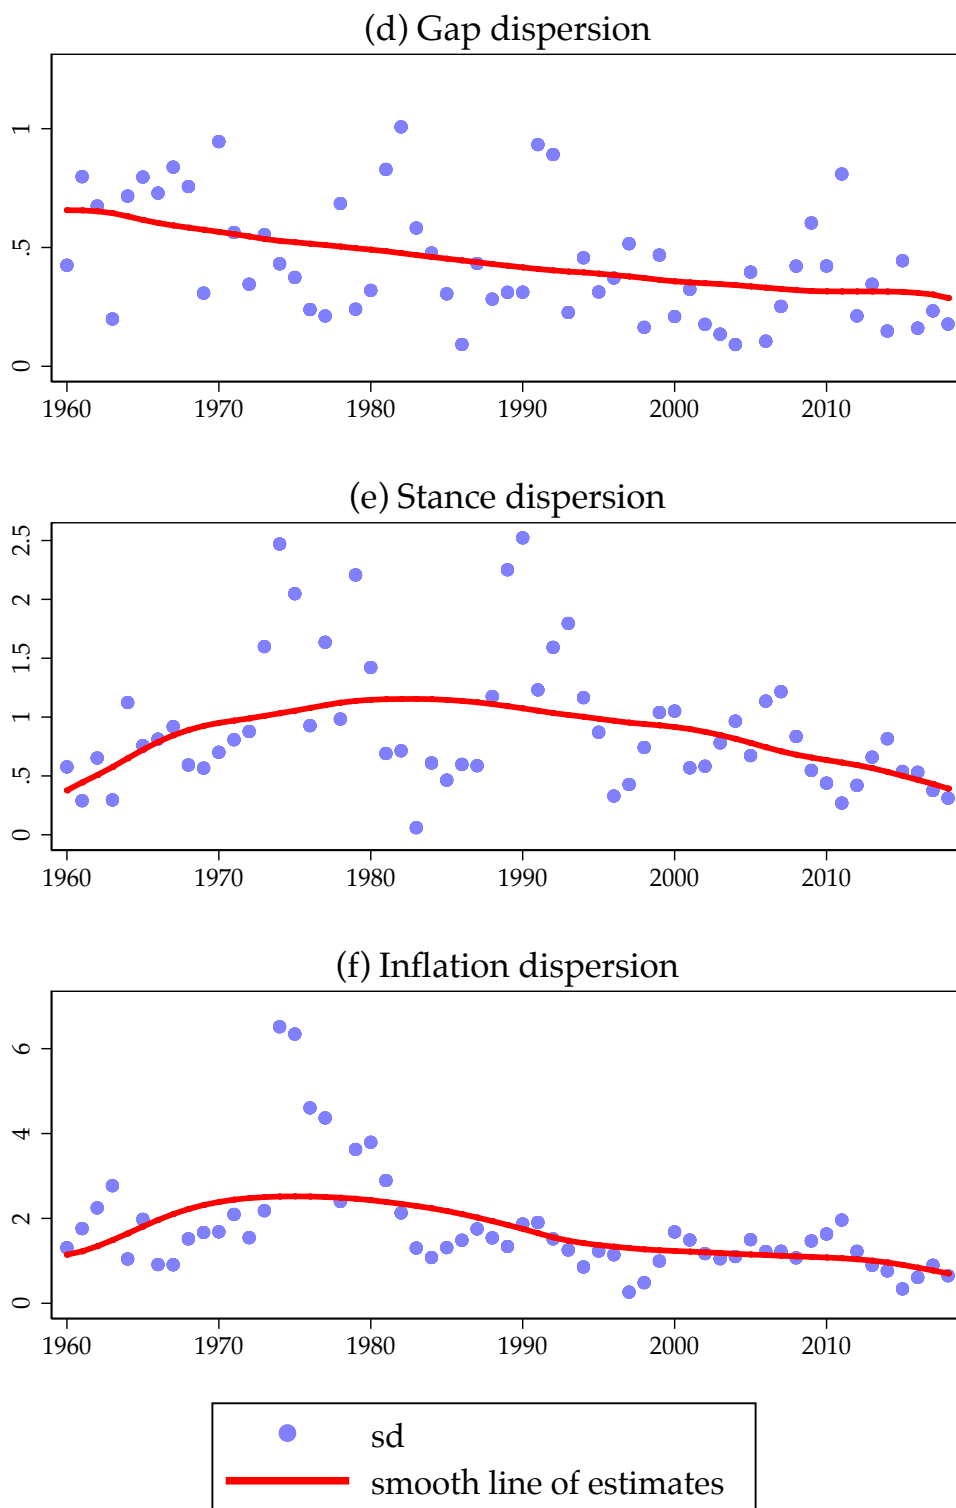 (d) Gap dispersion
1
.5
0
1960 1970 1980 1990 2000 2010
(e) Stance dispersion
2.5
2
1.5
1
.5
0
1960 1970 1980 1990 2000 2010
(f) Inflation dispersion
6
4
2
0
1960 1970 1980 1990 2000 2010
sd
smooth line of estimates